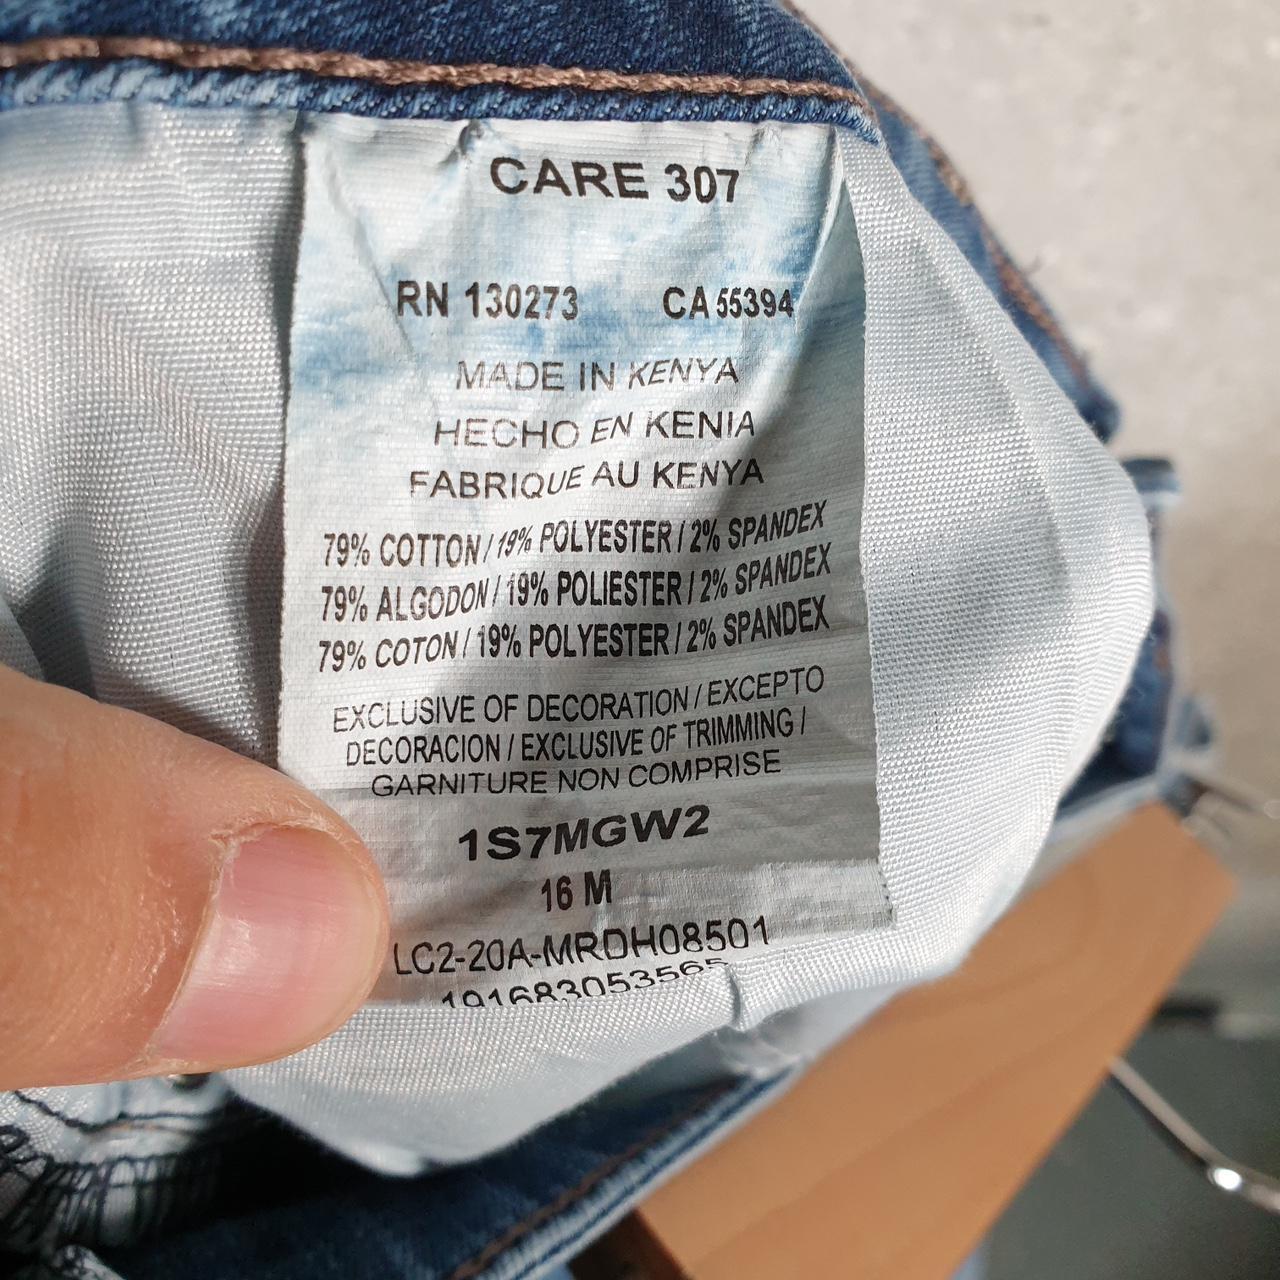 CARE 307
RN 130273 CA 55394
MADE IN KENYA
HECHO EN KENIA
FABRIQUE AU KENYA
79% COTTON / 19% POLYESTER / 2% SPANDEX
79% ALGODON / 19% POLIESTER / 2% SPANDEX
79% COTON / 19% POLYESTER / 2% SPANDEX
EXCLUSIVE OF DECORATION / EXCEPTO
DECORACION / EXCLUSIVE OF TRIMMING /
GARNITURE NON COMPRISE
1S7MGW2
16 M
LC2-20A-MRDH08501
191683053565